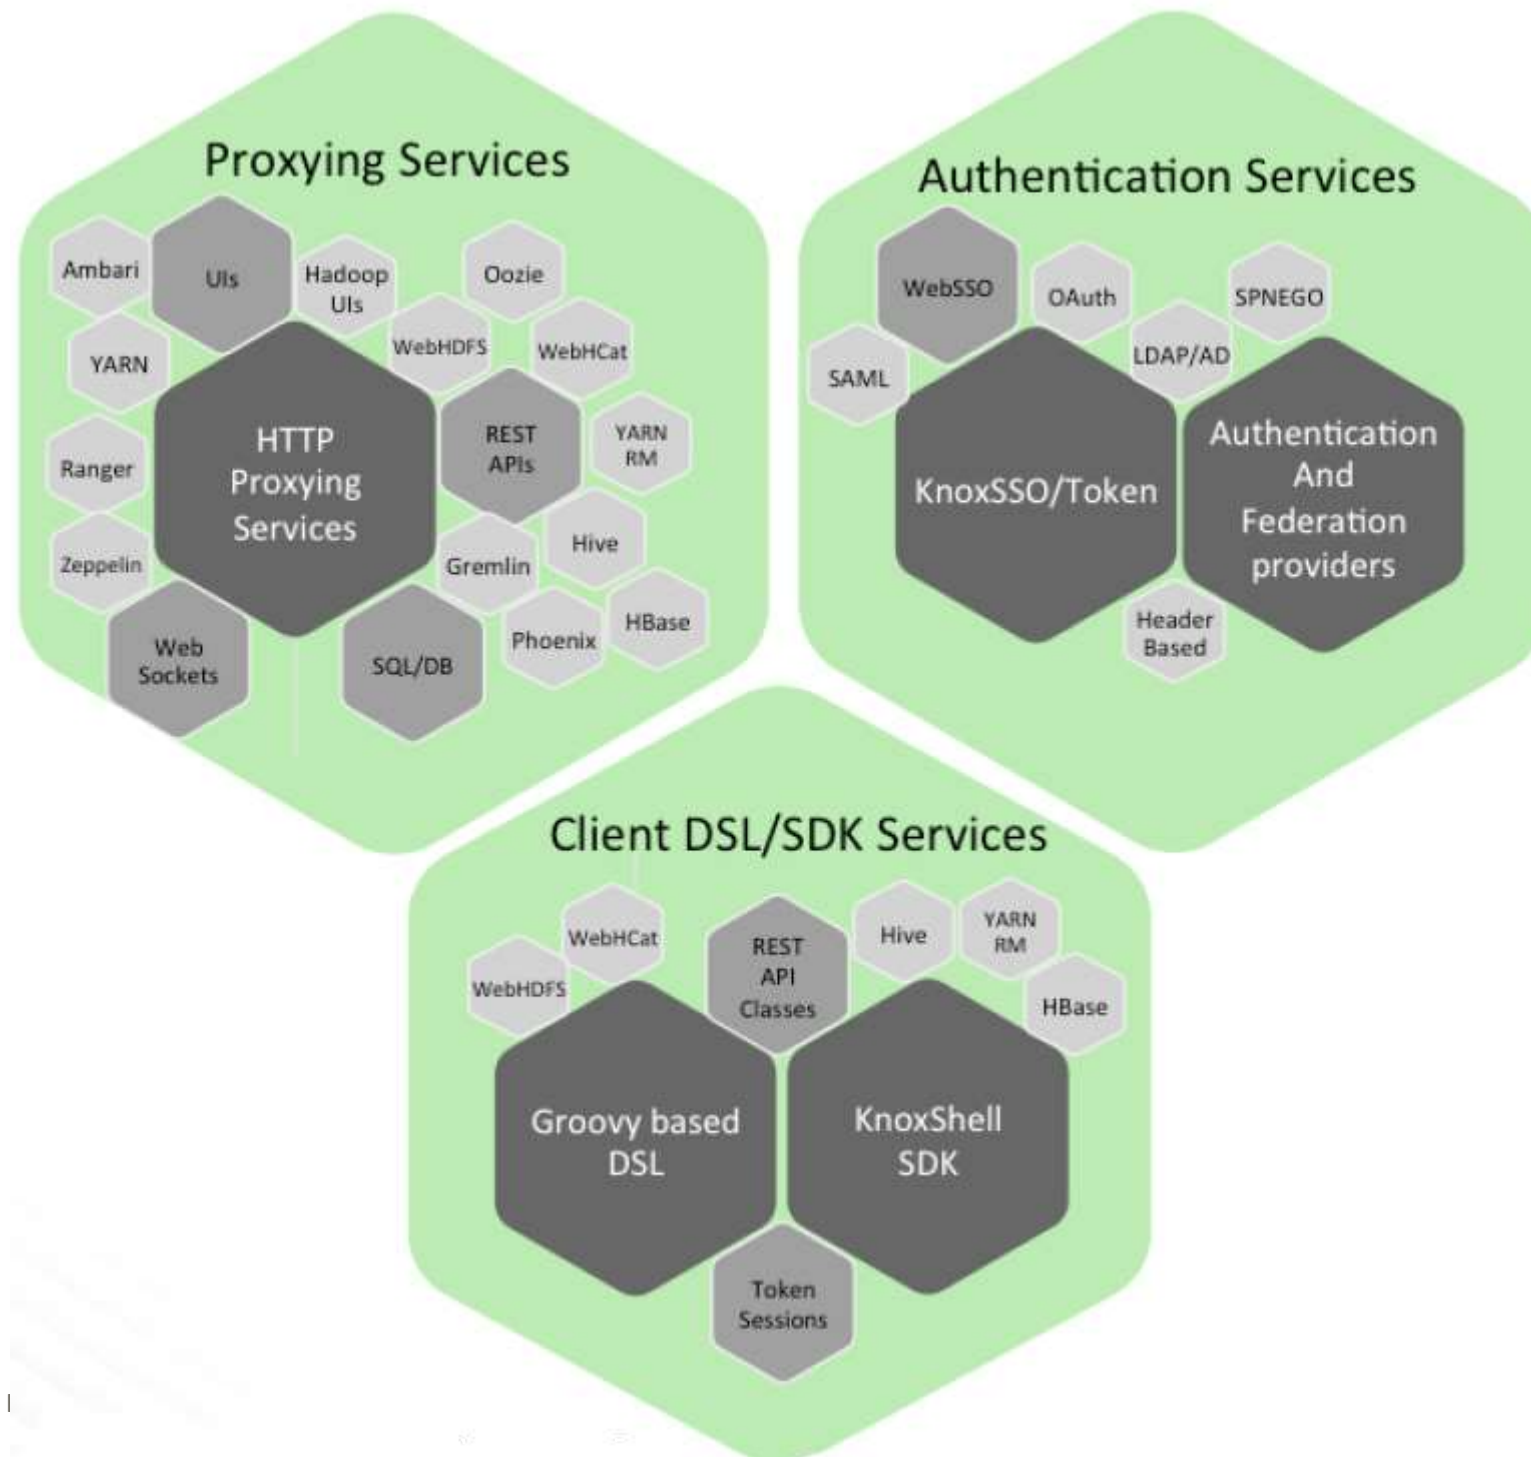 Proxying Services
Ambari
UIs
Hadoop
UIs
Oozie
YARN
WebHDFS
WebHCat
HTTP
Proxying
Services
REST
APIs
YARN
RM
Ranger
Zeppelin
Gremlin
Hive
Web
Sockets
SQL/DB
Phoenix
HBase
Authentication Services
WebSSO
OAuth
SPNEGO
SAML
LDAP/AD
KnoxSSO/Token
Authentication
And
Federation
providers
Header
Based
Client DSL/SDK Services
WebHDFS
WebHCat
REST
API
Classes
Hive
YARN
RM
HBase
Groovy based
DSL
KnoxShell
SDK
Token
Sessions